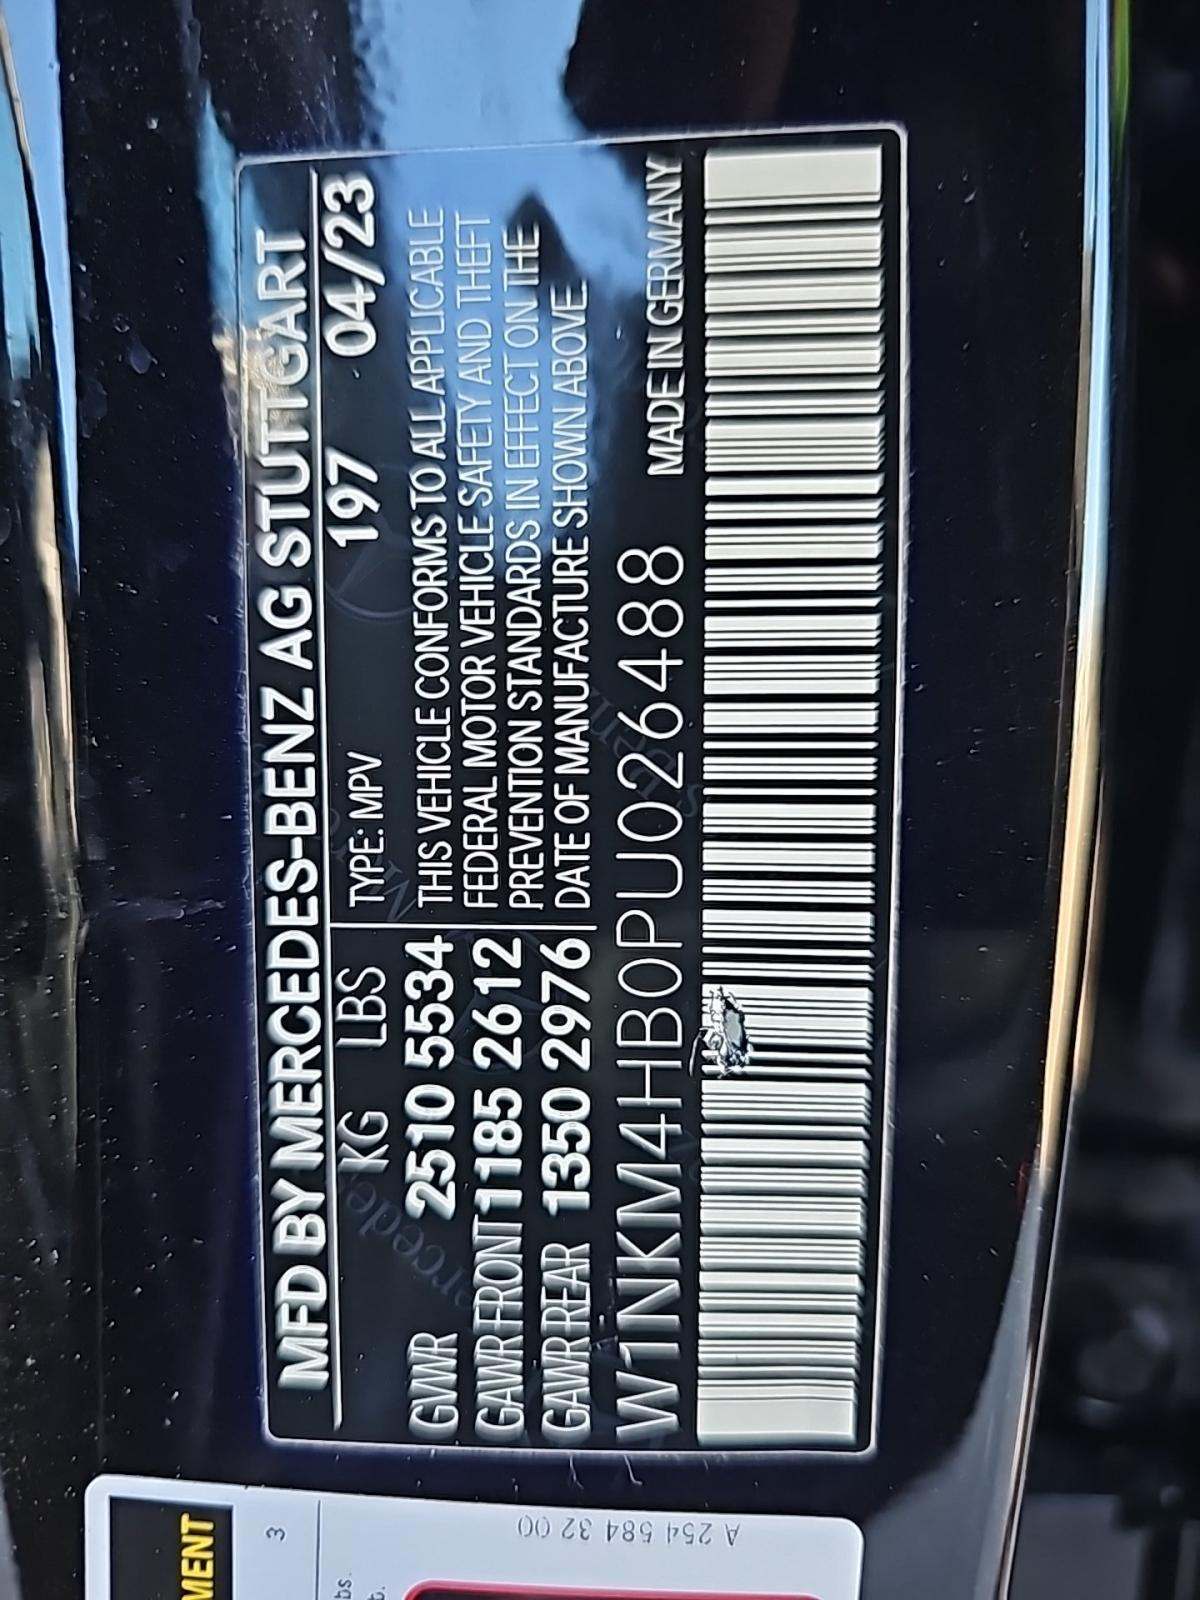 MFD BY MERCEDES-BENZ AG STUTTGART
KG LBS TYPE: MPV 197 04/23
GWR 2510 5534 THIS VEHICLE CONFORMS TO ALL APPLICABLE
GAWR FRONT 1185 2612 FEDERAL MOTOR VEHICLE SAFETY AND THEFT
GAWR REAR 1350 2976 PREVENTION STANDARDS IN EFFECT ON THE
DATE OF MANUFACTURE SHOWN ABOVE.
W1NKM4HB0PU026488 MADE IN GERMANY
MENT
3
bs.
A 254 584 32 00